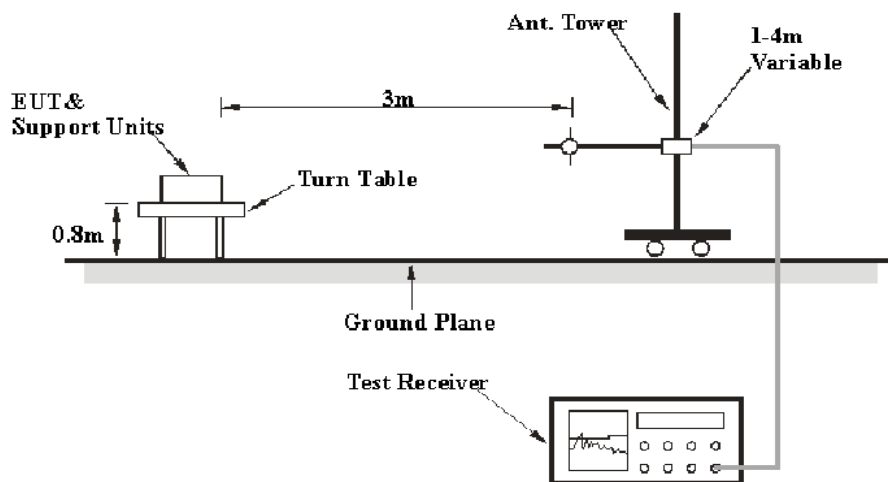 Ant. Tower
1-4m
Variable
3m
EUT &
Support Units
Turn Table
0.8m
Ground Plane
Test Receiver